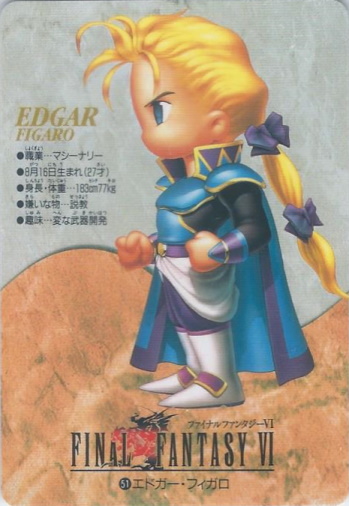 EDGAR
FIGARO
●職業…マシーナリー
●8月16日生まれ(27才)
●身長・体重…183cm77kg
●嫌いな物…説教
●趣味…変な武器開発
ファイナルファンタジーVI
FINAL FANTASY VI
51 エドガー・フィガロ